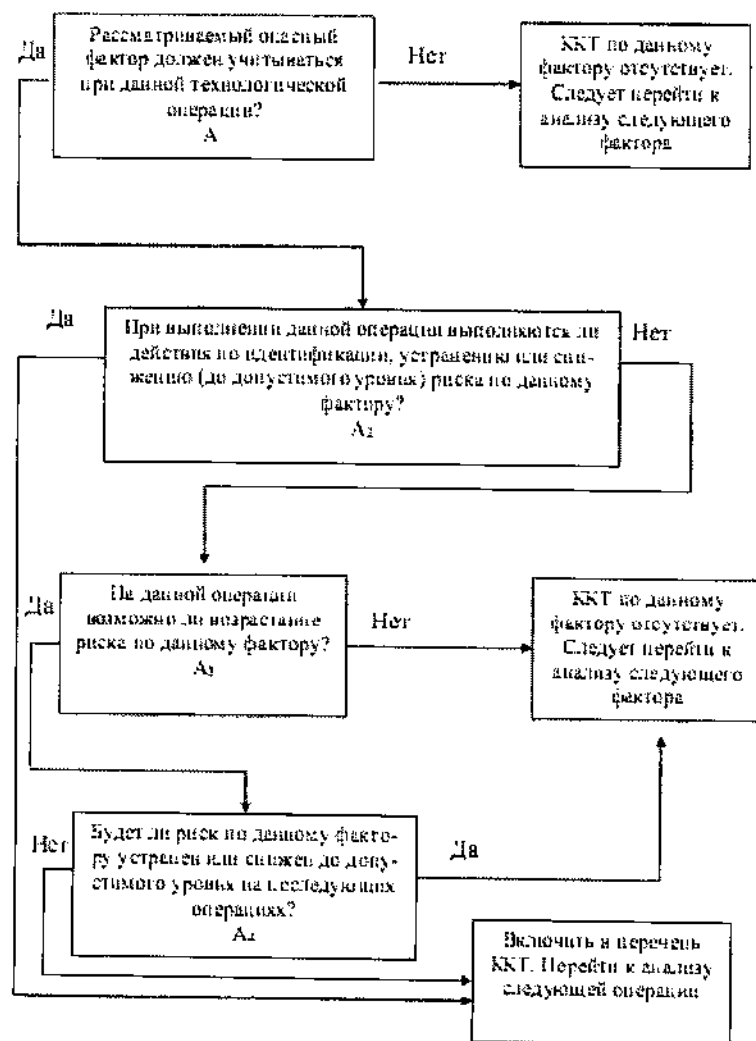 Да
Рассматриваемый опасный
фактор должен учитываться
при данной технологической
операции?
А
Нет
ККТ по данному
фактору отсутствует.
Следует перейти к
анализу следующего
фактора
Да
При выполнении данной операции выполняются ли
действия по идентификации, устранению или сни-
жению (до допустимого уровня) риска по данному
фактору?
А₂
Нет
Да
На данной операции
возможно ли возрастание
риска по данному фактору?
А₃
Нет
ККТ по данному
фактору отсутствует.
Следует перейти к
анализу следующего
фактора
Нет
Будет ли риск по данному факто-
ру устранен или снижен до допу-
стимого уровня на последующих
операциях?
А₄
Да
Включить в перечень
ККТ. Перейти к анализу
следующей операции